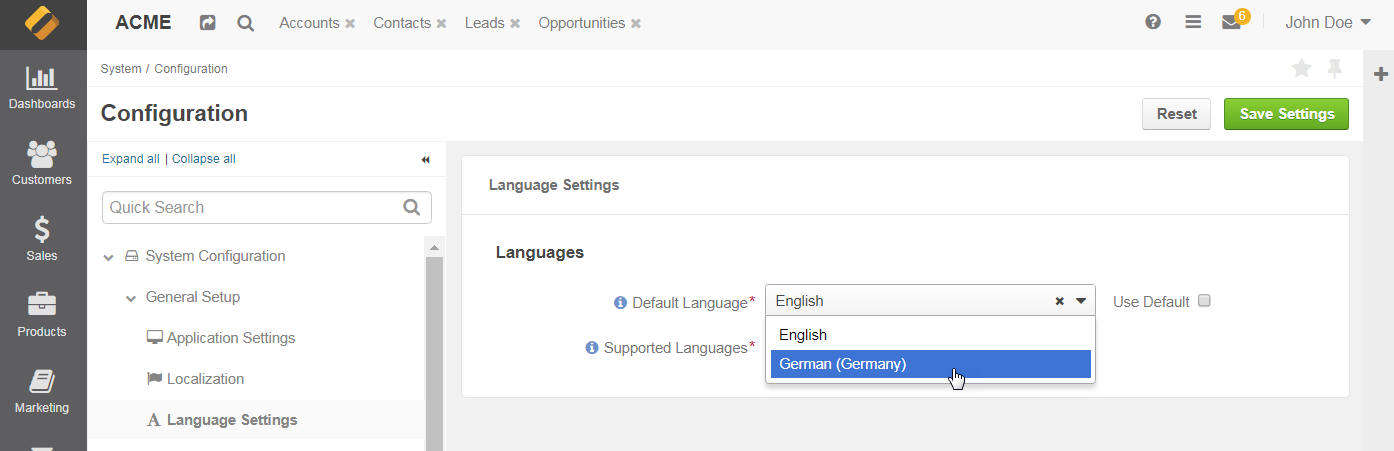 ACME
Accounts
Contacts
Leads
Opportunities
6
John Doe
Dashboards
Customers
Sales
Products
Marketing
System / Configuration
Configuration
Reset
Save Settings
Expand all | Collapse all
Quick Search
System Configuration
General Setup
Application Settings
Localization
Language Settings
Language Settings
Languages
Default Language*
English
Use Default
English
Supported Languages*
German (Germany)